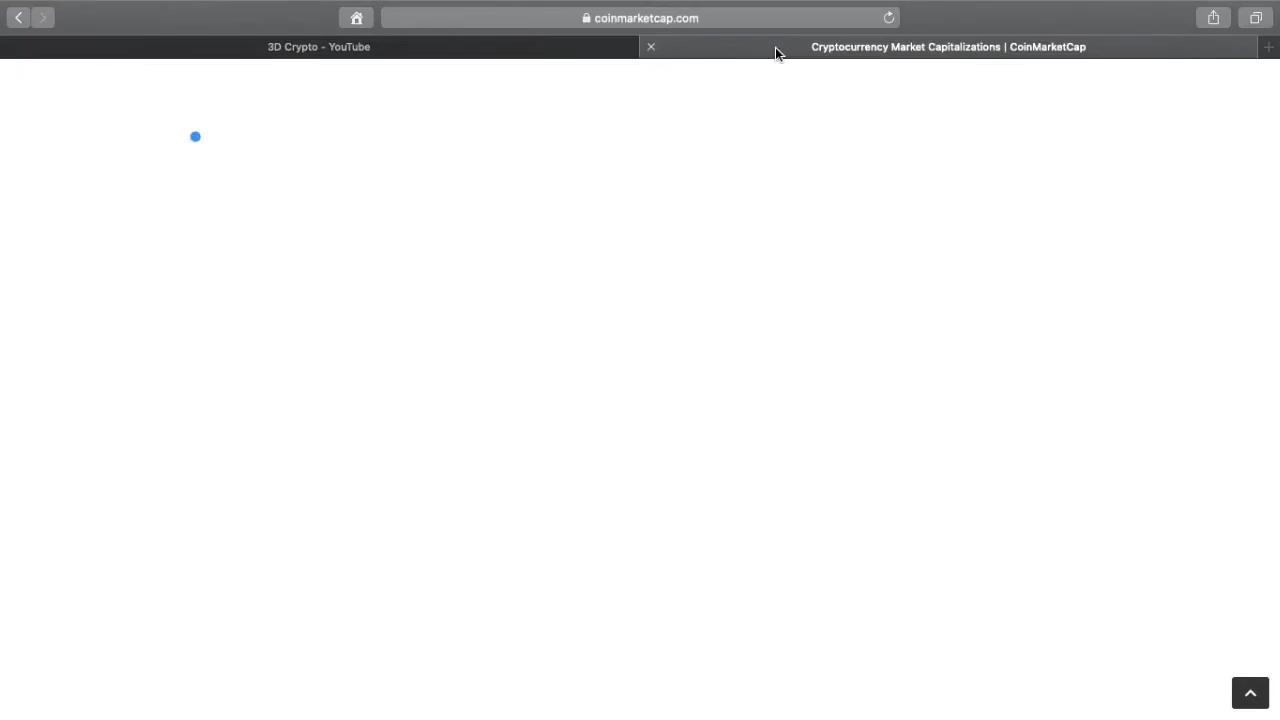 coinmarketcap.com
3D Crypto - YouTube
Cryptocurrency Market Capitalizations | CoinMarketCap